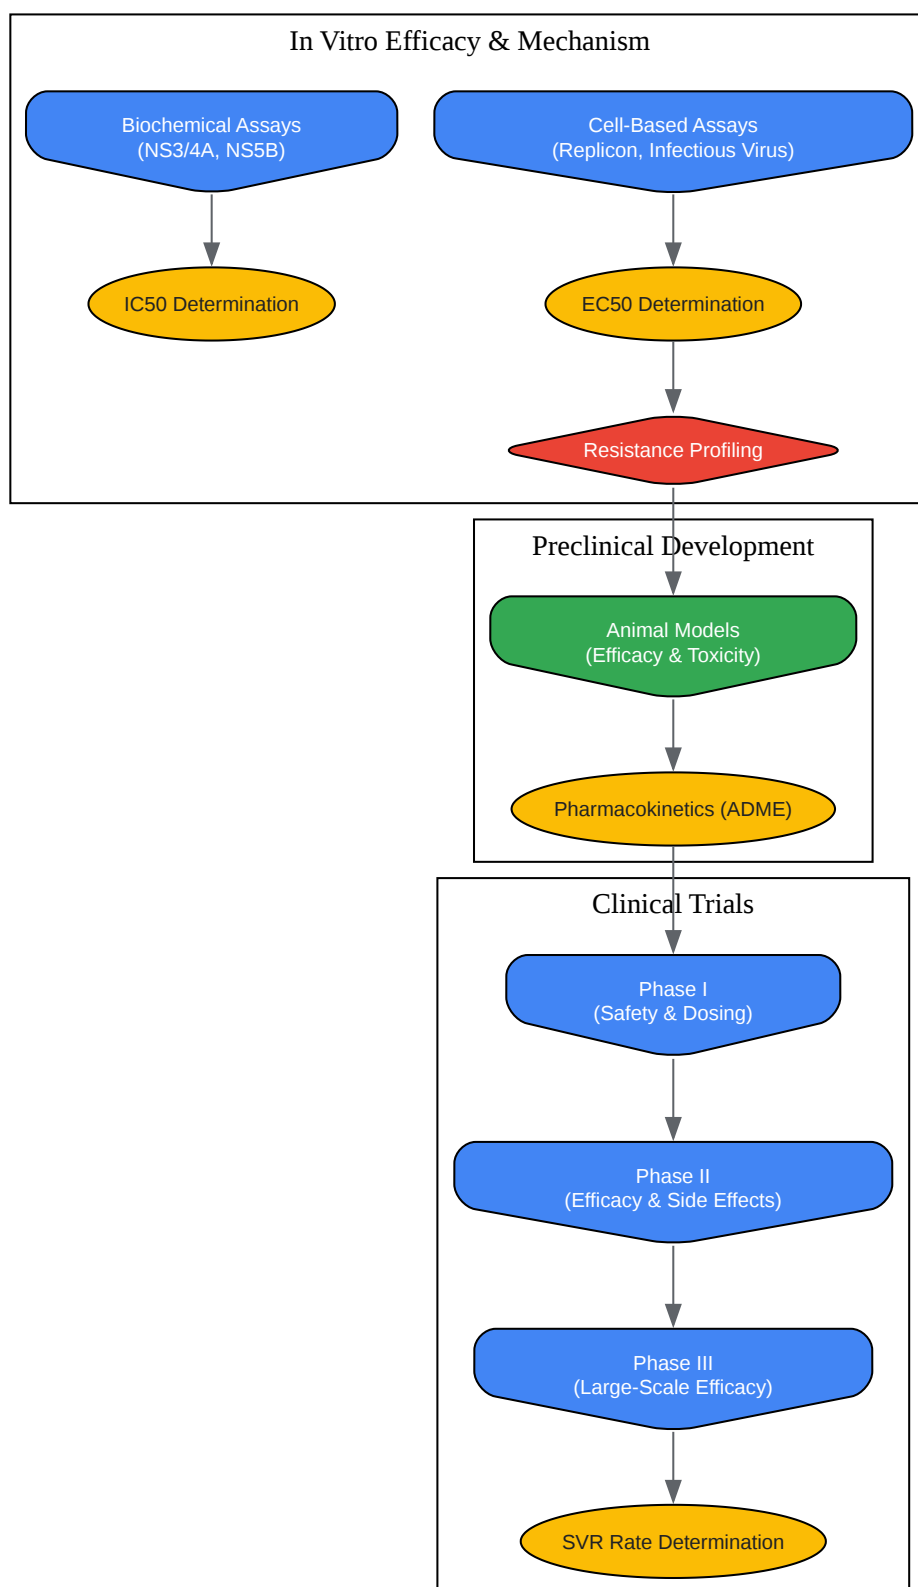 In Vitro Efficacy & Mechanism
Biochemical Assays
(NS3/4A, NS5B)
Cell-Based Assays
(Replicon, Infectious Virus)
IC50 Determination
EC50 Determination
Resistance Profiling
Preclinical Development
Animal Models
(Efficacy & Toxicity)
Pharmacokinetics (ADME)
Clinical Trials
Phase I
(Safety & Dosing)
Phase II
(Efficacy & Side Effects)
Phase III
(Large-Scale Efficacy)
SVR Rate Determination